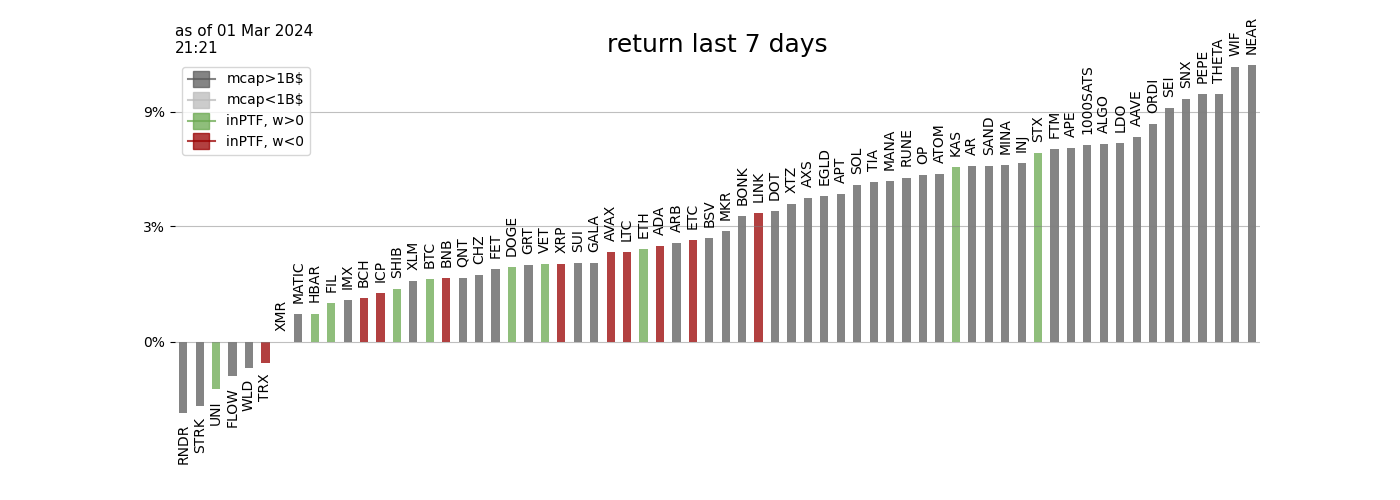 as of 01 Mar 2024
21:21
return last 7 days
mcap>1B$
mcap<1B$
inPTF, w>0
inPTF, w<0
9%
3%
0%
RNDR
STRK
UNI
FLOW
WLD
TRX
XMR
MATIC
HBAR
FIL
IMX
BCH
ICP
SHIB
XLM
BTC
BNB
QNT
CHZ
FET
DOGE
GRT
VET
XRP
SUI
GALA
AVAX
LTC
ETH
ADA
ARB
ETC
BSV
MKR
BONK
LINK
DOT
XTZ
AXS
EGLD
APT
SOL
TIA
MANA
RUNE
OP
ATOM
KAS
AR
SAND
MINA
INJ
STX
FTM
APE
1000SATS
ALGO
LDO
AAVE
ORDI
SEI
SNX
PEPE
THETA
WIF
NEAR